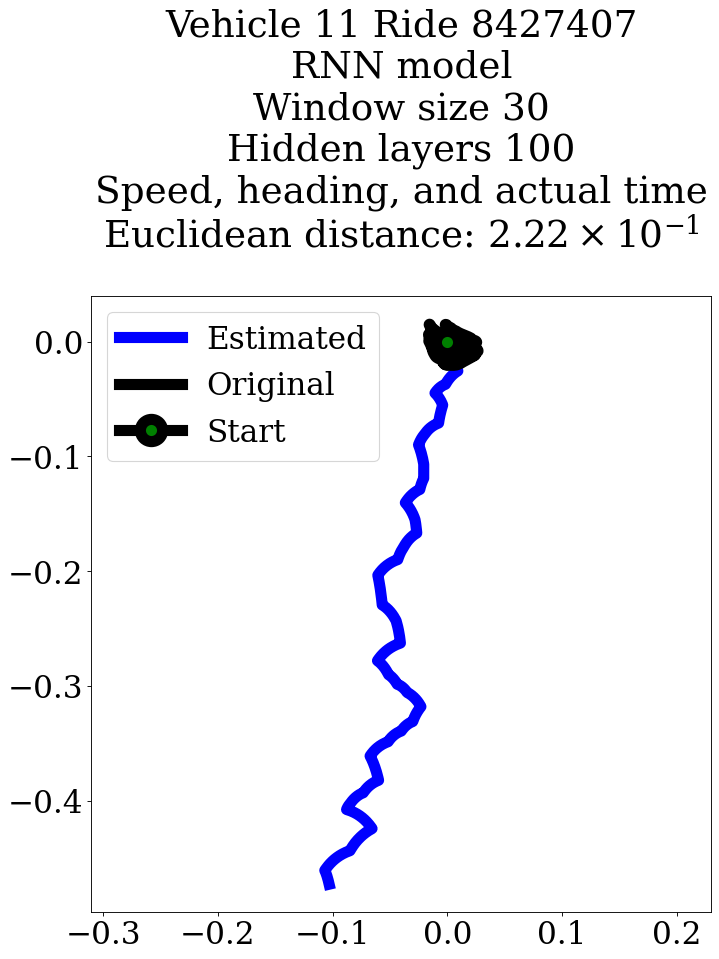 Vehicle 11 Ride 8427407
RNN model
Window size 30
Hidden layers 100
Speed, heading, and actual time
Euclidean distance: 2.22 × 10⁻¹
Estimated
Original
Start
0.0
−0.1
−0.2
−0.3
−0.4
−0.3 −0.2 −0.1 0.0 0.1 0.2